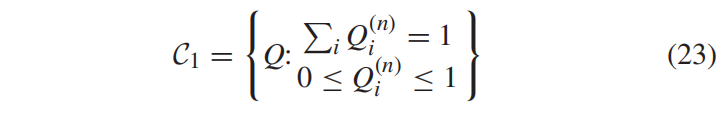 C₁ = { Q: ∑ᵢ Qᵢ⁽ⁿ⁾ = 1
0 ≤ Qᵢ⁽ⁿ⁾ ≤ 1 } (23)